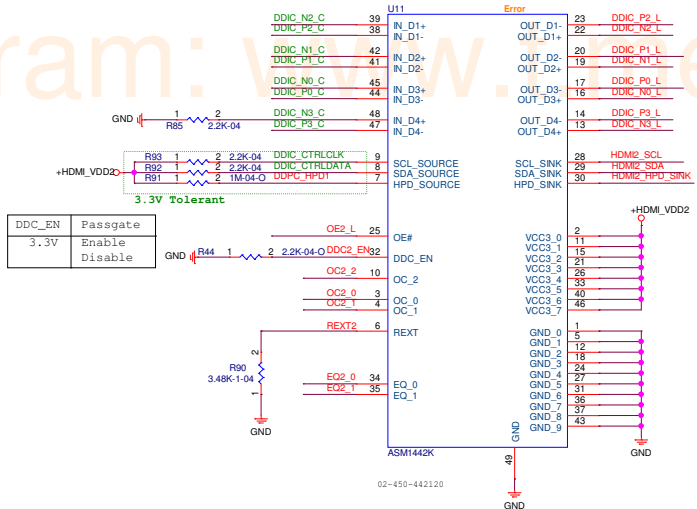 U11
Error
DDIC_N2_C 39 IN_D1+ OUT_D1- 23 DDIC_P2_L
DDIC_P2_C 38 IN_D1- OUT_D1+ 22 DDIC_N2_L
DDIC_N1_C 42 IN_D2+ OUT_D2- 20 DDIC_P1_L
DDIC_P1_C 41 IN_D2- OUT_D2+ 19 DDIC_N1_L
DDIC_N0_C 45 IN_D3+ OUT_D3- 17 DDIC_P0_L
DDIC_P0_C 44 IN_D3- OUT_D3+ 16 DDIC_N0_L
GND 1 2 DDIC_N3_C 48 IN_D4+ OUT_D4- 14 DDIC_P3_L
R85 2.2K-04 DDIC_P3_C 47 IN_D4- OUT_D4+ 13 DDIC_N3_L
R93 1 2 2.2K-04 DDIC_CTRLCLK 9 SCL_SOURCE SCL_SINK 28 HDMI2_SCL
+HDMI_VDD2 R92 1 2 2.2K-04 DDIC_CTRLDATA 8 SDA_SOURCE SDA_SINK 29 HDMI2_SDA
R91 1 2 1M-04-O DDPC_HPD1 7 HPD_SOURCE HPD_SINK 30 HDMI2_HPD_SINK
3.3V Tolerant
+HDMI_VDD2
DDC_EN Passgate
3.3V Enable
Disable
OE2_L 25 OE# VCC3_0 2
VCC3_1 11
GND R44 1 2 2.2K-04-O DDC2_EN 32 DDC_EN VCC3_2 15
VCC3_3 21
OC2_2 10 OC_2 VCC3_4 26
VCC3_5 33
OC2_0 3 OC_0 VCC3_6 40
OC2_1 4 OC_1 VCC3_7 46
REXT2 6 REXT GND_0 1
GND_1 5
GND_2 12
GND_3 18
GND_4 24
R90 2 1
3.48K-1-04
GND
EQ2_0 34 EQ_0 GND_5 27
EQ2_1 35 EQ_1 GND_6 31
GND_7 36
GND_8 37
GND_9 43
GND
GND
ASM1442K
49
02-450-442120
GND